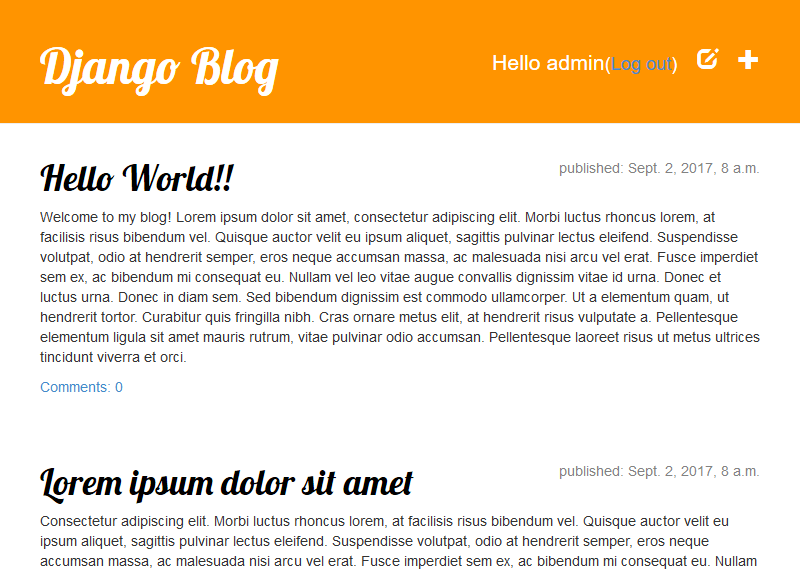 Django Blog
Hello admin(Log out)
Hello World!!
published: Sept. 2, 2017, 8 a.m.
Welcome to my blog! Lorem ipsum dolor sit amet, consectetur adipiscing elit. Morbi luctus rhoncus lorem, at
facilisis risus bibendum vel. Quisque auctor velit eu ipsum aliquet, sagittis pulvinar lectus eleifend. Suspendisse
volutpat, odio at hendrerit semper, eros neque accumsan massa, ac malesuada nisi arcu vel erat. Fusce imperdiet
sem ex, ac bibendum mi consequat eu. Nullam vel leo vitae augue convallis dignissim vitae id urna. Donec et
luctus urna. Donec in diam sem. Sed bibendum dignissim est commodo ullamcorper. Ut a elementum quam, ut
hendrerit tortor. Curabitur quis fringilla nibh. Cras ornare metus elit, at hendrerit risus vulputate a. Pellentesque
elementum ligula sit amet mauris rutrum, vitae pulvinar odio accumsan. Pellentesque laoreet risus ut metus ultrices
tincidunt viverra et orci.
Comments: 0
Lorem ipsum dolor sit amet
published: Sept. 2, 2017, 8 a.m.
Consectetur adipiscing elit. Morbi luctus rhoncus lorem, at facilisis risus bibendum vel. Quisque auctor velit eu
ipsum aliquet, sagittis pulvinar lectus eleifend. Suspendisse volutpat, odio at hendrerit semper, eros neque
accumsan massa, ac malesuada nisi arcu vel erat. Fusce imperdiet sem ex, ac bibendum mi consequat eu. Nullam